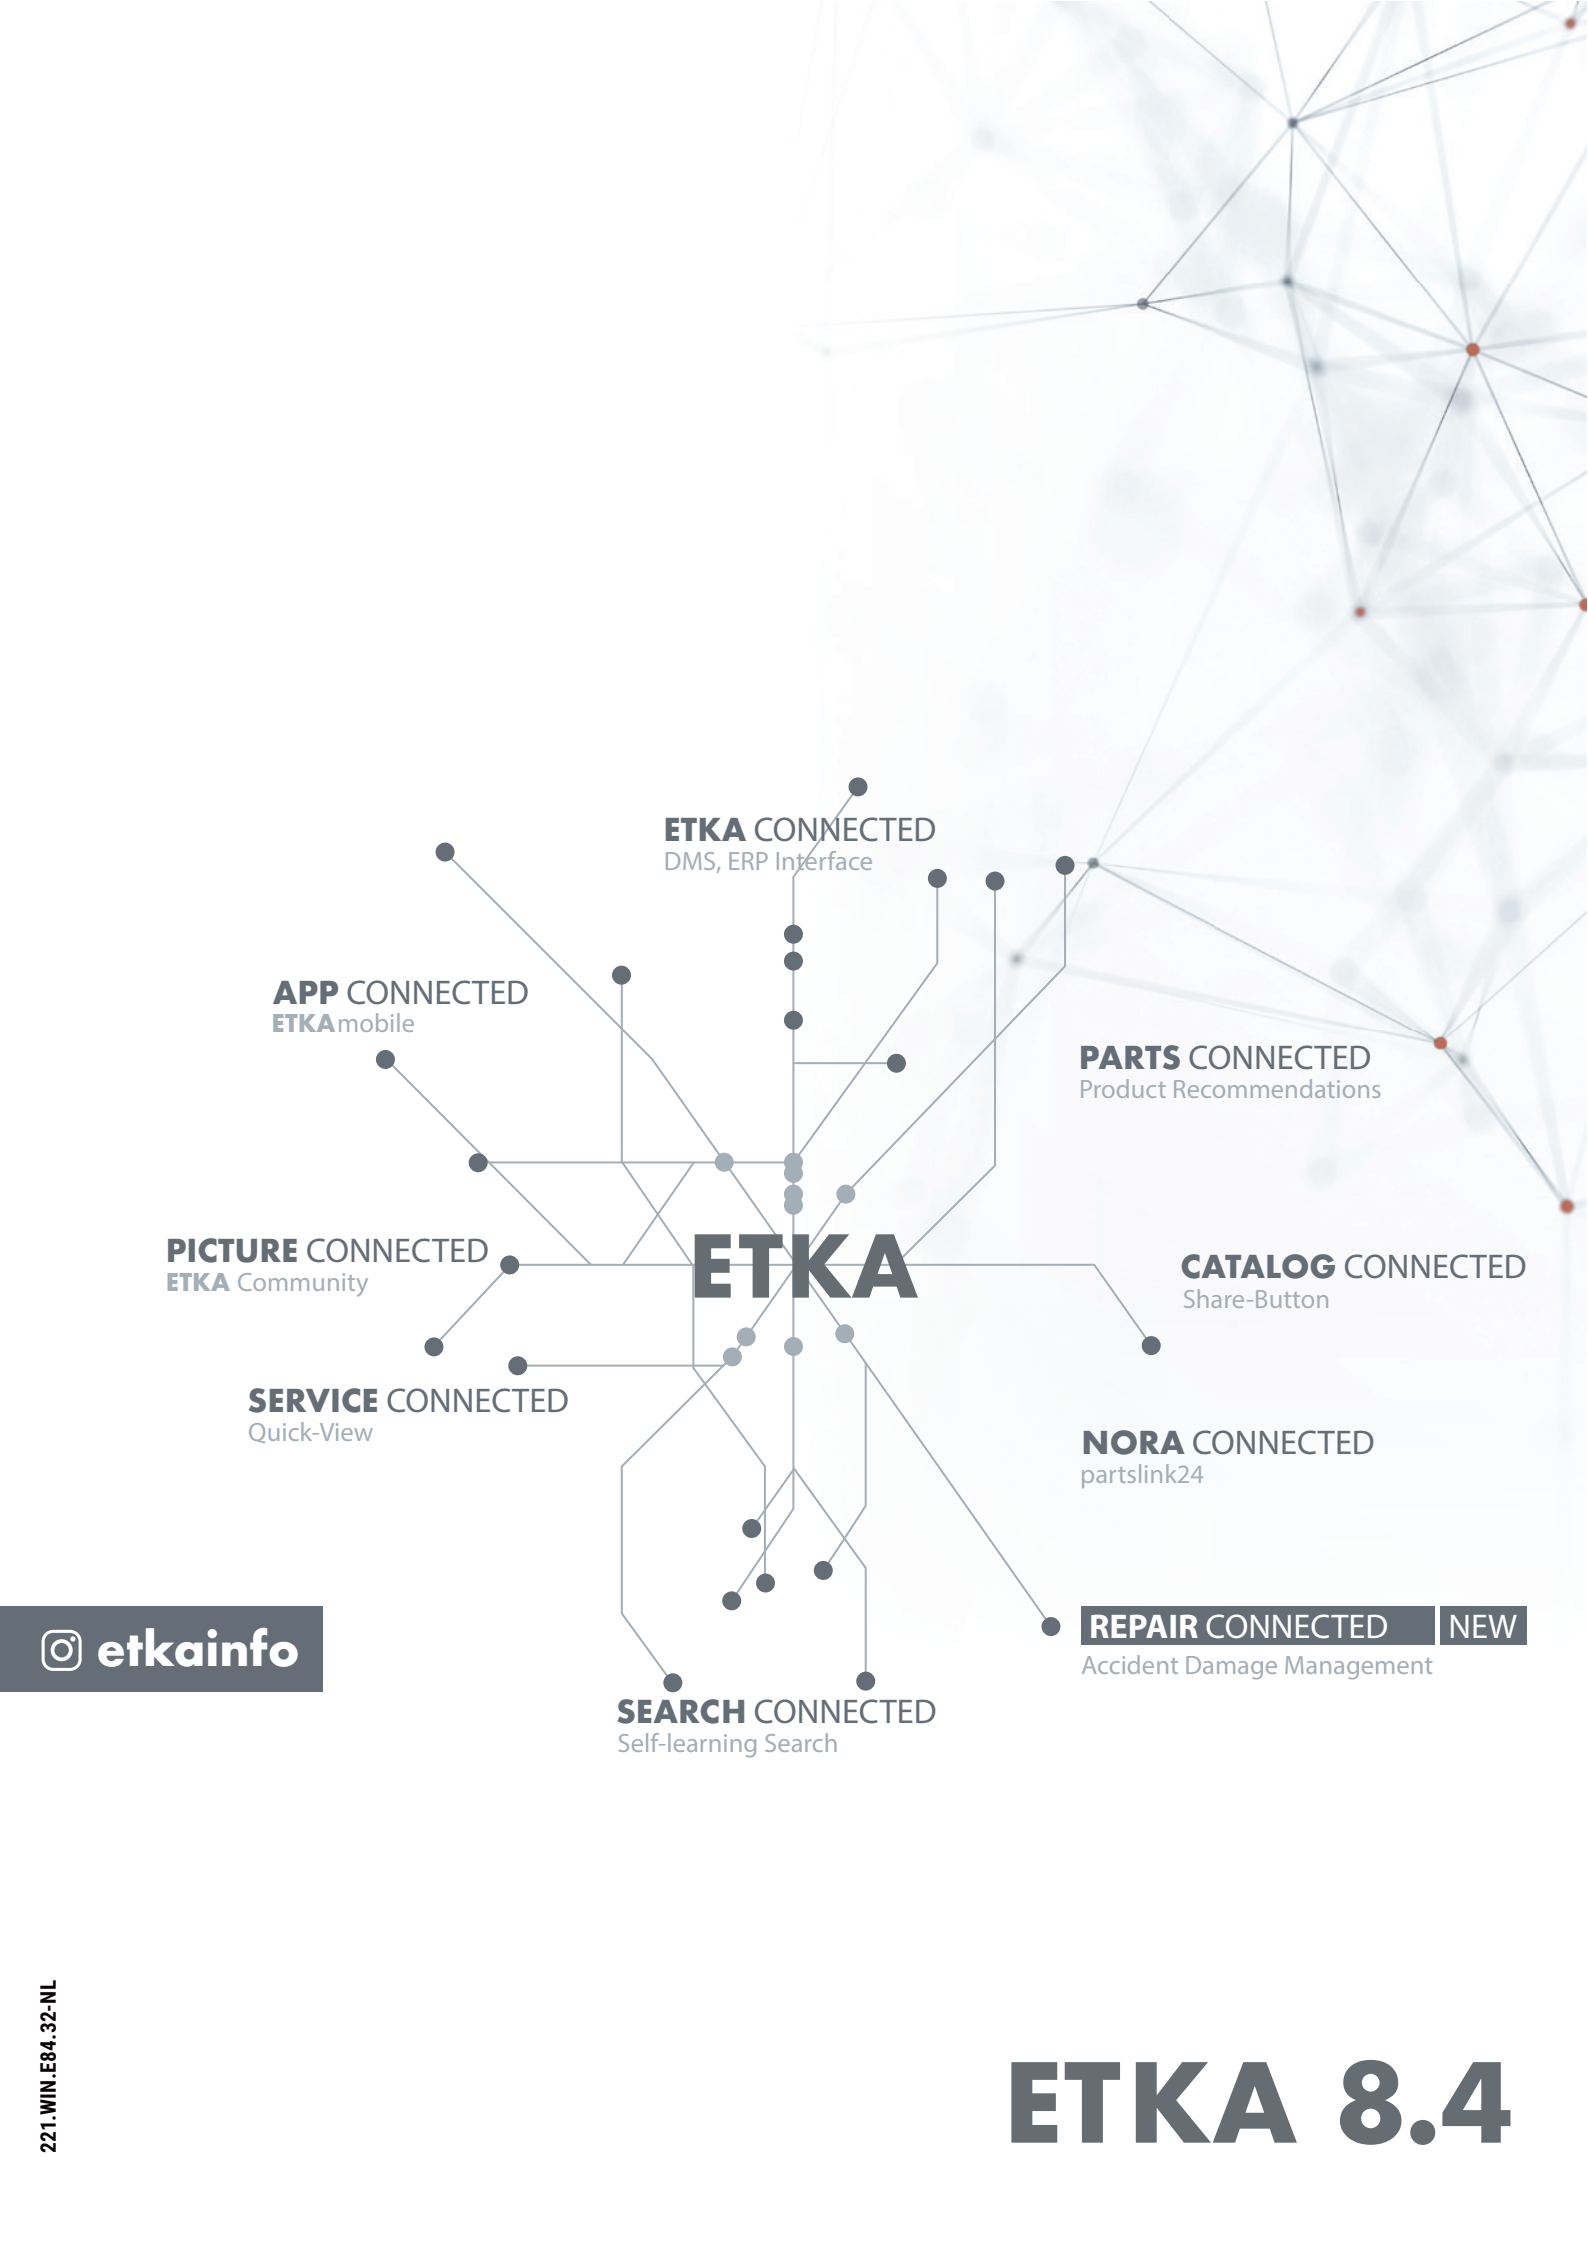 ETKA CONNECTED
DMS, ERP Interface
APP CONNECTED
ETKAmobile
PARTS CONNECTED
Product Recommendations
PICTURE CONNECTED
ETKA Community
ETKA
CATALOG CONNECTED
Share-Button
SERVICE CONNECTED
Quick-View
NORA CONNECTED
partslink24
etkainfo
REPAIR CONNECTED NEW
Accident Damage Management
SEARCH CONNECTED
Self-learning Search
221.WIN.E84.32-NL
ETKA 8.4